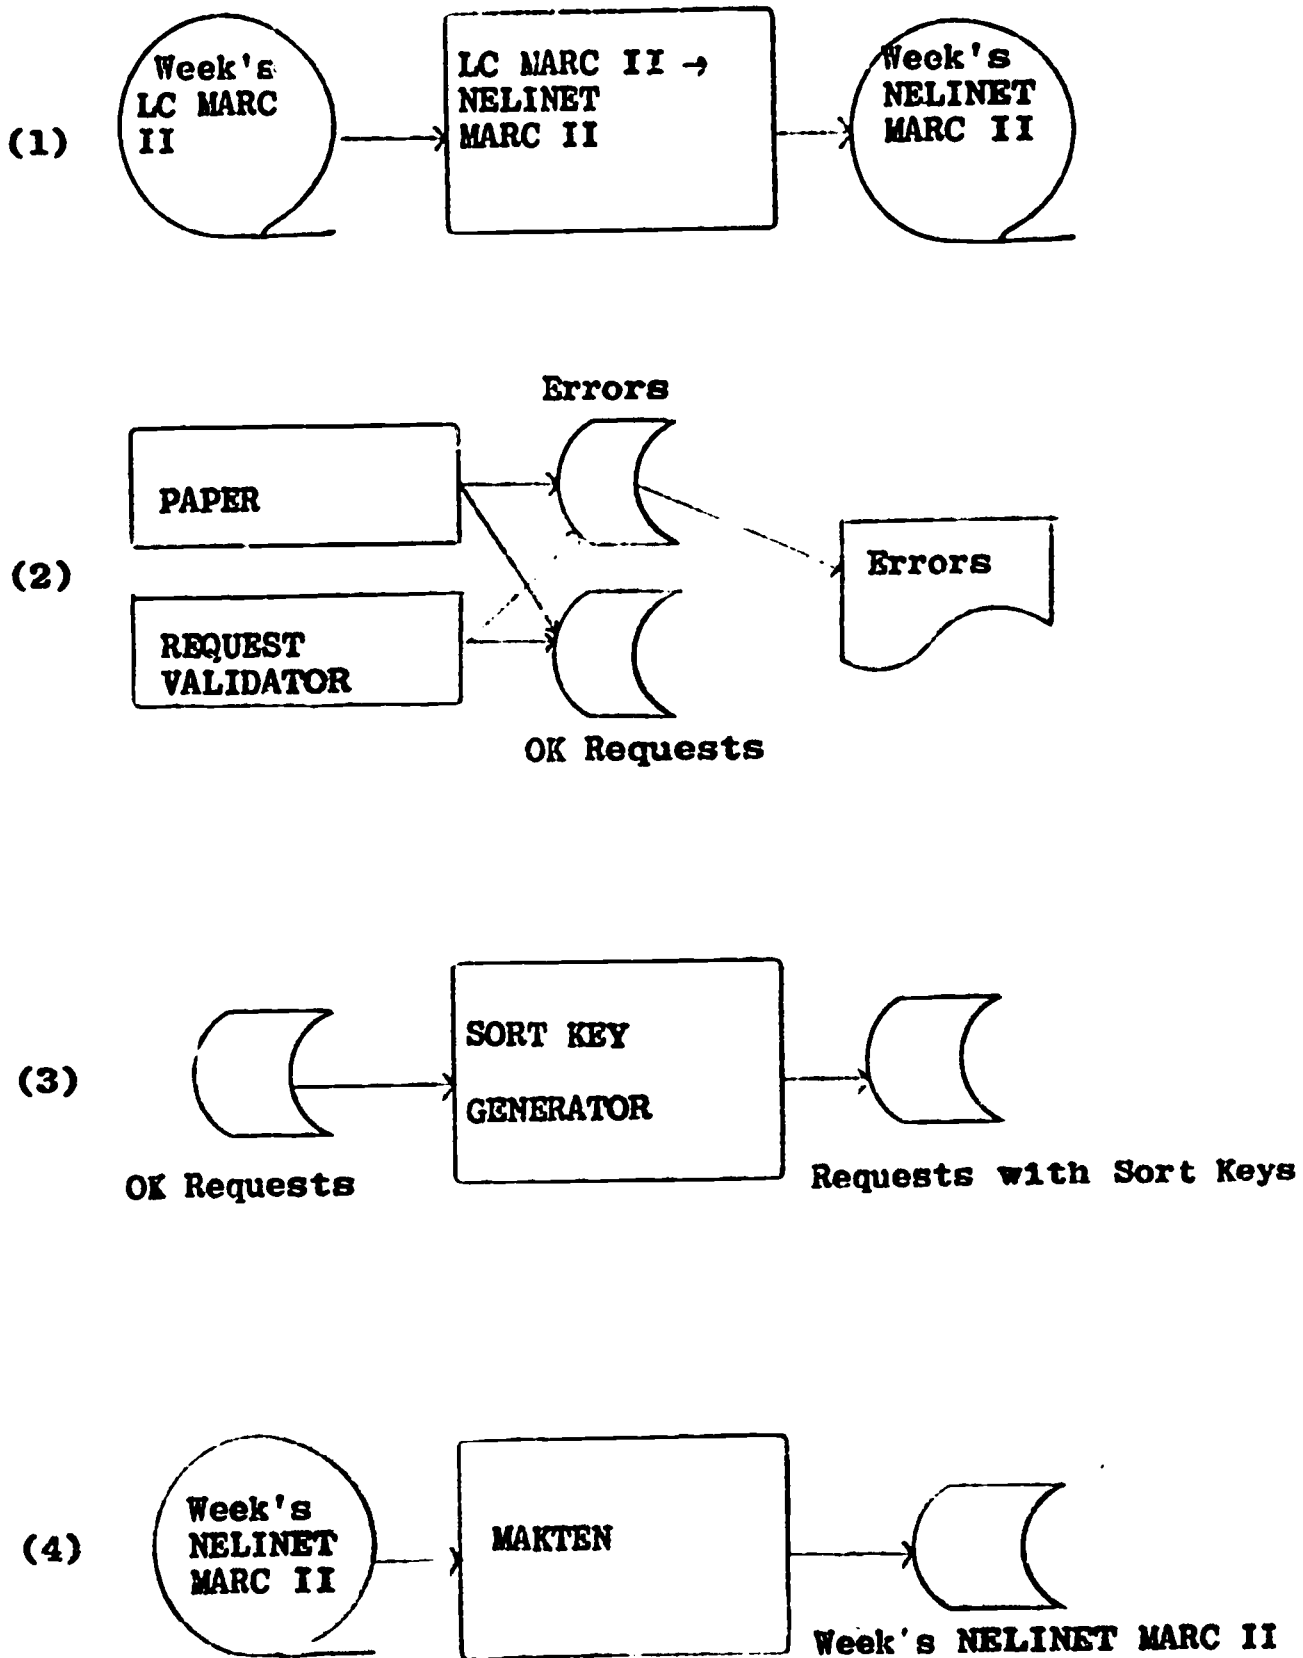 (1)
Week's
LC MARC
II
LC MARC II →
NELINET
MARC II
Week's
NELINET
MARC II
(2)
Errors
PAPER
REQUEST
VALIDATOR
Errors
OK Requests
(3)
SORT KEY
GENERATOR
OK Requests
Requests with Sort Keys
(4)
Week's
NELINET
MARC II
MAKTEN
Week's NELINET MARC II